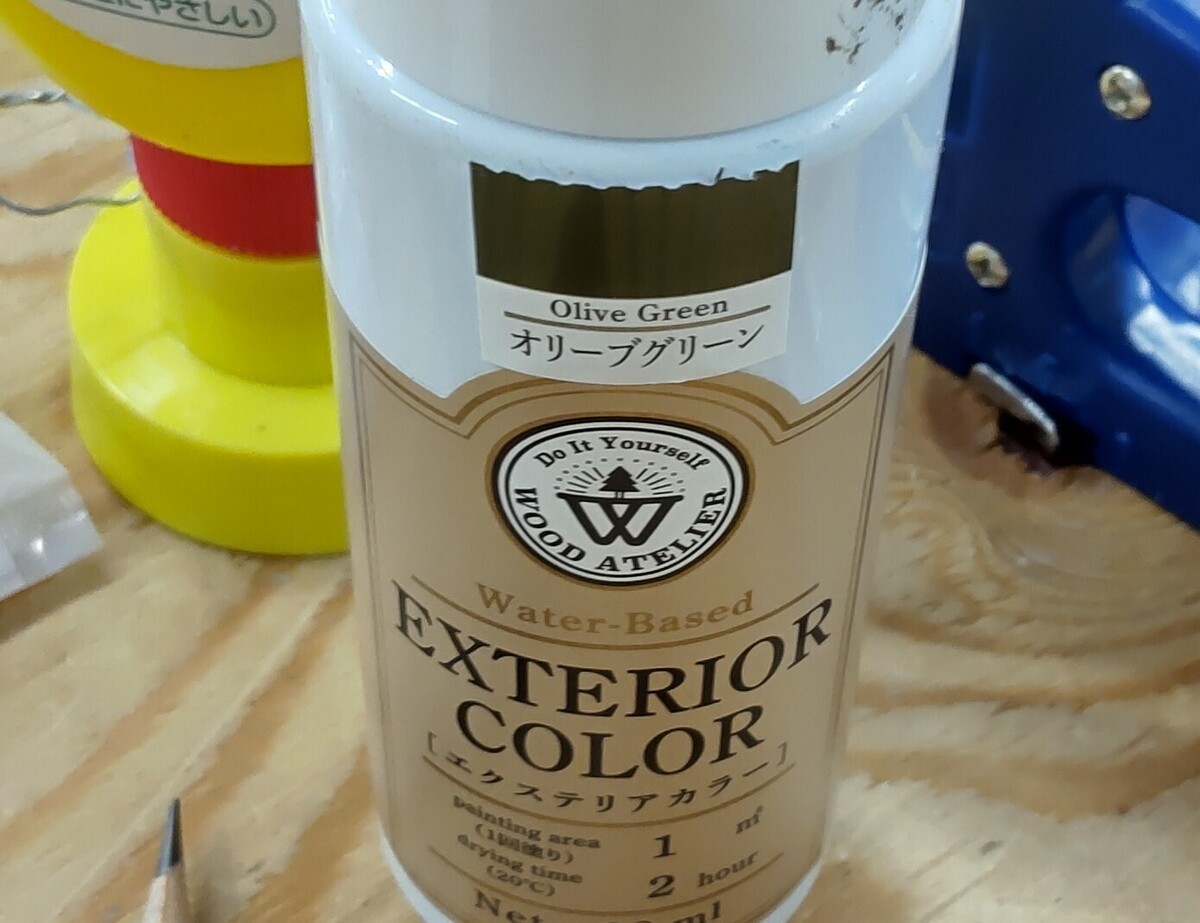 にやさしい
Olive Green
オリーブグリーン
Do It Yourself
WOOD ATELIER
Water-Based
EXTERIOR
COLOR
[エクステリアカラー]
painting area
(1回塗り)
1 ㎡
drying time
(20℃)
2 hour
Net
ml